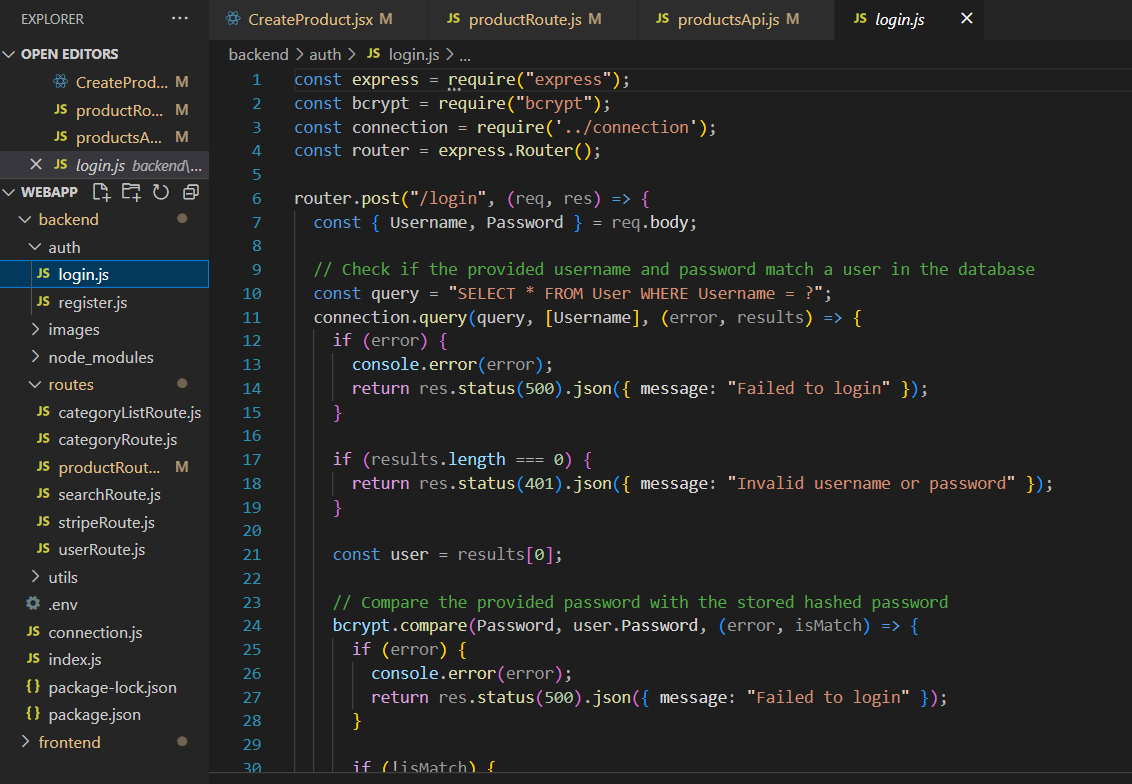 EXPLORER ...
OPEN EDITORS
CreateProd... M
JS productRo... M
JS productsA... M
JS login.js backend\...
WEBAPP
backend
auth
JS login.js
JS register.js
images
node_modules
routes
JS categoryListRoute.js
JS categoryRoute.js
JS productRout... M
JS searchRoute.js
JS stripeRoute.js
JS userRoute.js
utils
.env
JS connection.js
JS index.js
{} package-lock.json
{} package.json
frontend
CreateProduct.jsx M JS productRoute.js M JS productsApi.js M JS login.js
backend > auth > JS login.js > ...
1 const express = require("express");
2 const bcrypt = require("bcrypt");
3 const connection = require('../connection');
4 const router = express.Router();
5
6 router.post("/login", (req, res) => {
7 const { Username, Password } = req.body;
8
9 // Check if the provided username and password match a user in the database
10 const query = "SELECT * FROM User WHERE Username = ?";
11 connection.query(query, [Username], (error, results) => {
12 if (error) {
13 console.error(error);
14 return res.status(500).json({ message: "Failed to login" });
15 }
16
17 if (results.length === 0) {
18 return res.status(401).json({ message: "Invalid username or password" });
19 }
20
21 const user = results[0];
22
23 // Compare the provided password with the stored hashed password
24 bcrypt.compare(Password, user.Password, (error, isMatch) => {
25 if (error) {
26 console.error(error);
27 return res.status(500).json({ message: "Failed to login" });
28 }
29
30 if (!isMatch) {